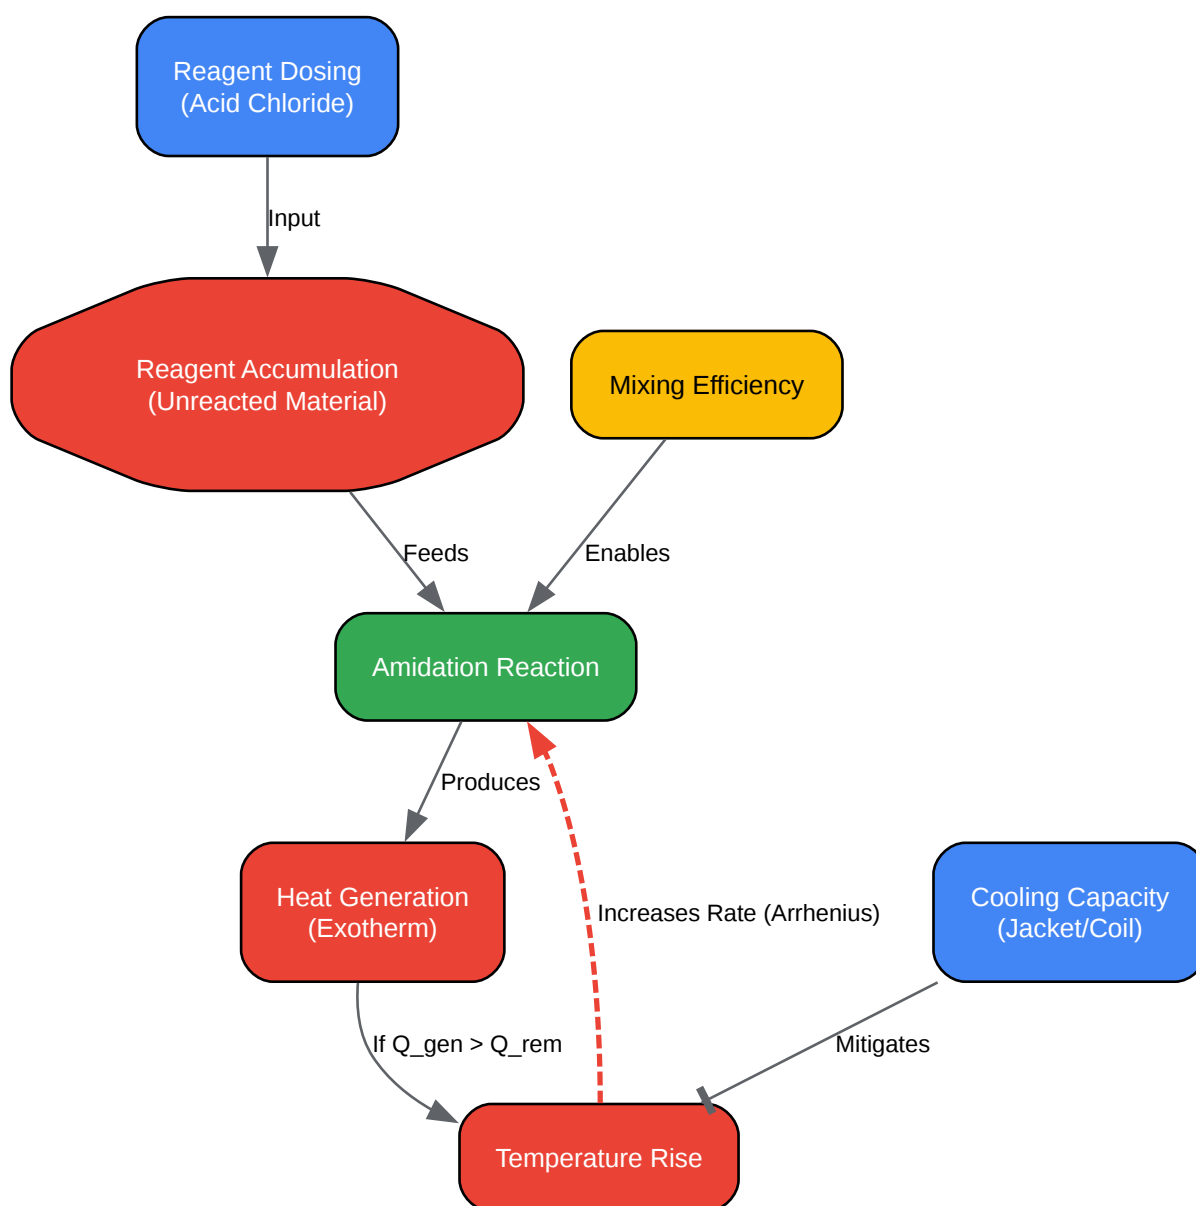 Reagent Dosing
(Acid Chloride)
Input
Reagent Accumulation
(Unreacted Material)
Mixing Efficiency
Feeds
Enables
Amidation Reaction
Produces
Heat Generation
(Exotherm)
Increases Rate (Arrhenius)
Cooling Capacity
(Jacket/Coil)
If Q_gen > Q_rem
Mitigates
Temperature Rise